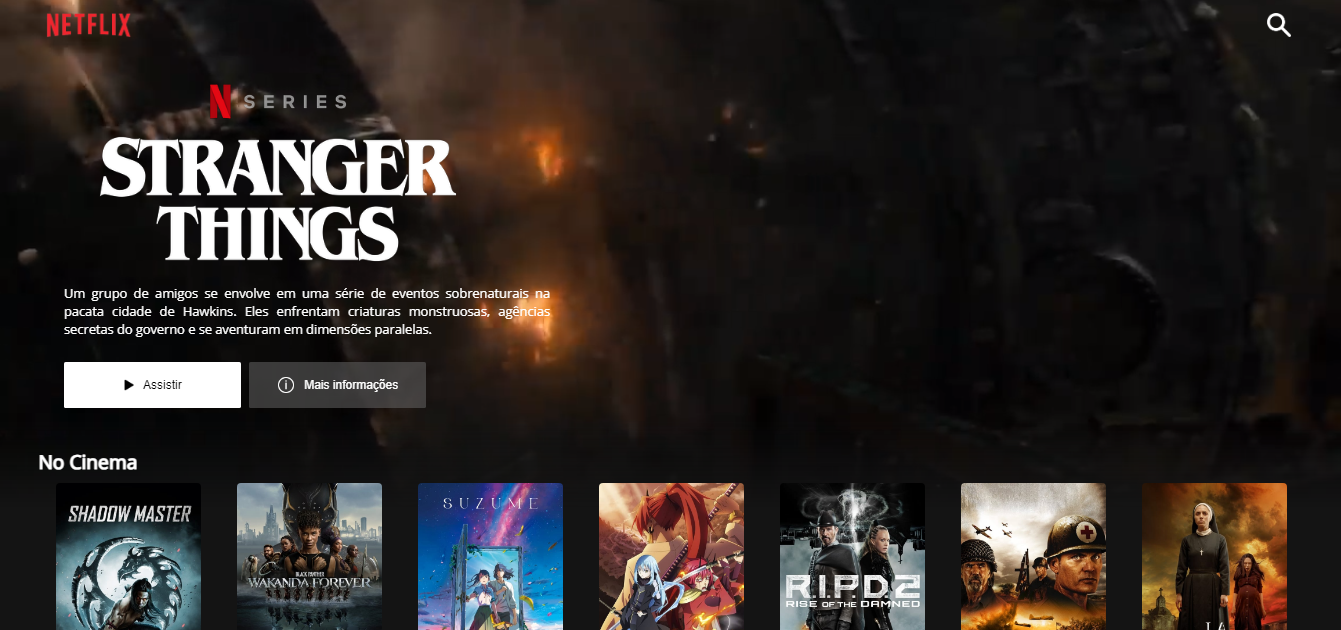 NETFLIX
N SERIES
STRANGER
THINGS
Um grupo de amigos se envolve em uma série de eventos sobrenaturais na
pacata cidade de Hawkins. Eles enfrentam criaturas monstruosas, agências
secretas do governo e se aventuram em dimensões paralelas.
Assistir
Mais informações
No Cinema
SHADOW MASTER
BLACK PANTHER
WAKANDA FOREVER
SUZUME
R.I.P.D.2
RISE OF THE DAMNED
LA